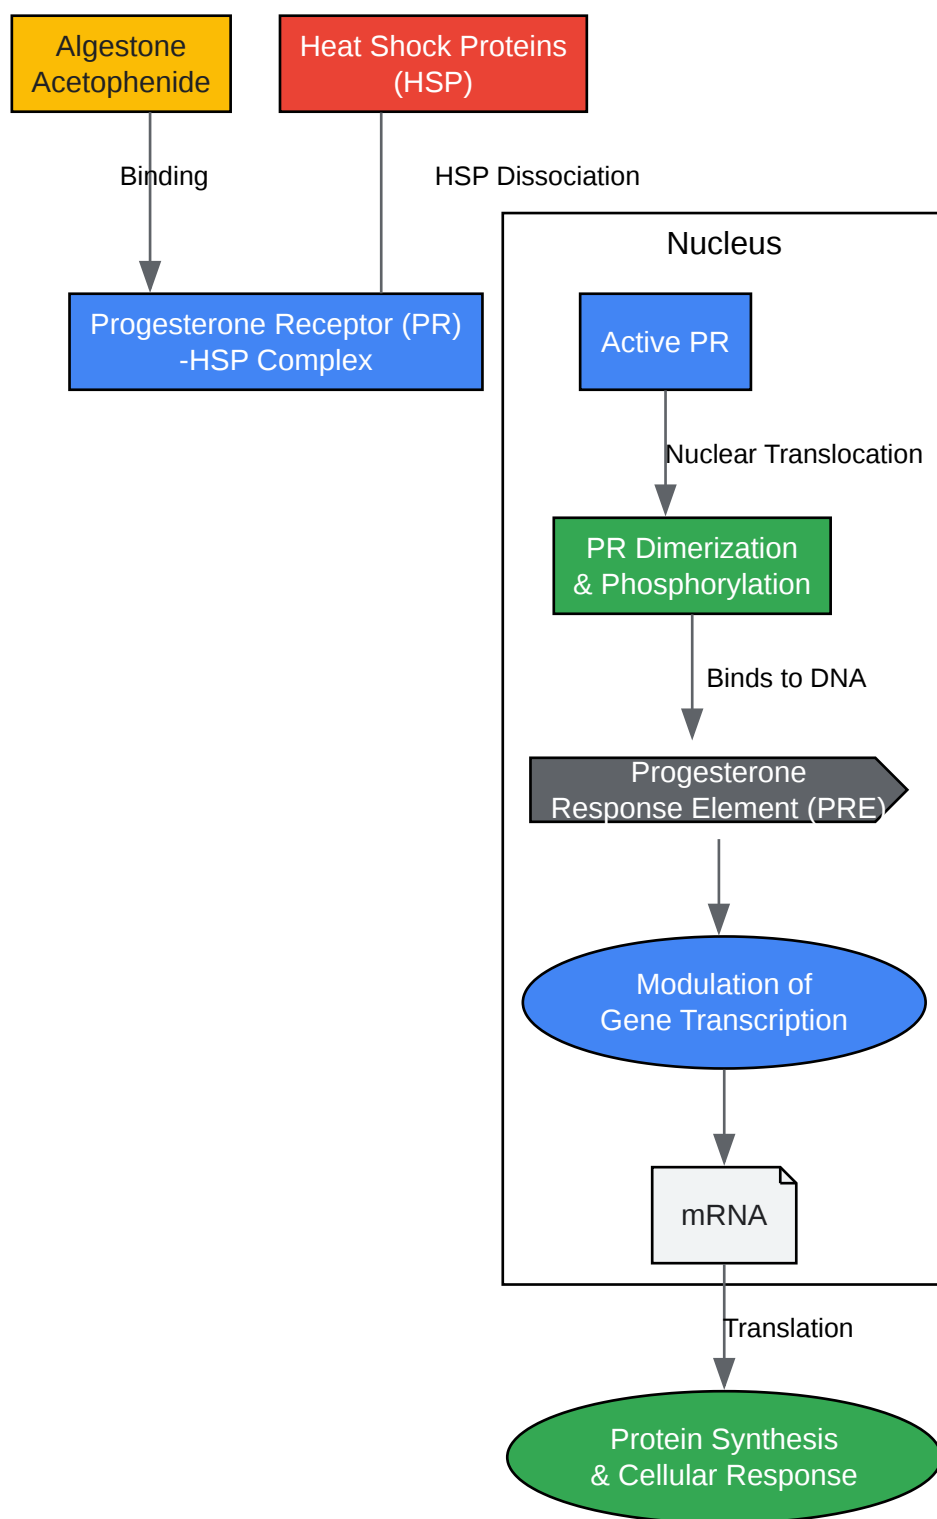 Algestone
Acetophenide
Heat Shock Proteins
(HSP)
Binding
HSP Dissociation
Nucleus
Progesterone Receptor (PR)
-HSP Complex
Active PR
Nuclear Translocation
PR Dimerization
& Phosphorylation
Binds to DNA
Progesterone
Response Element (PRE)
Modulation of
Gene Transcription
mRNA
Translation
Protein Synthesis
& Cellular Response